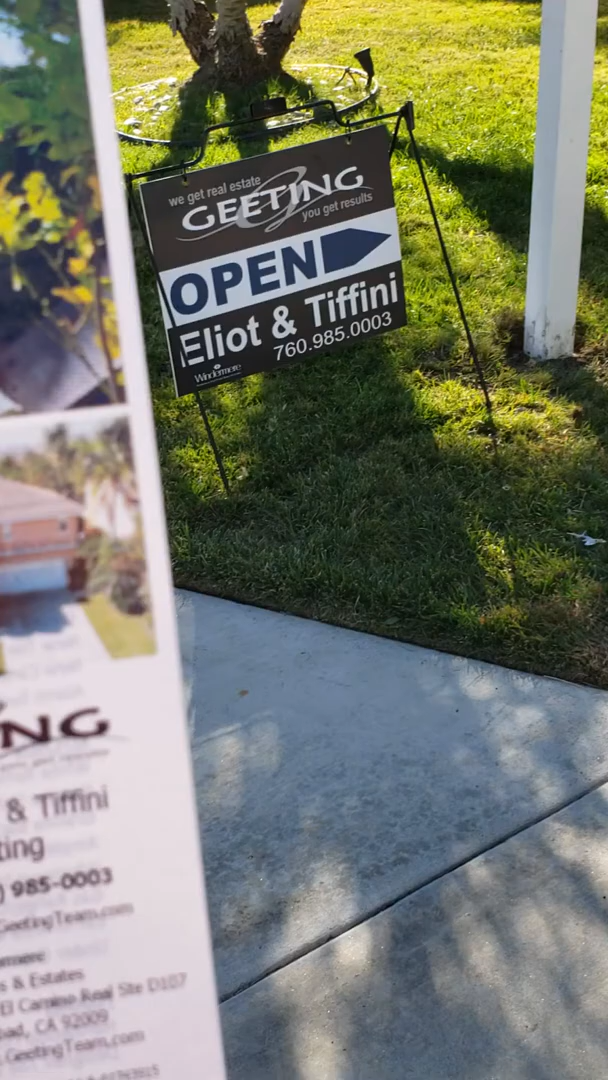 we get real estate
GEETING
you get results
OPEN
Eliot & Tiffini
760.985.0003
Windermere
NG
& Tiffini
ting
) 985-0003
GeetingTeam.com
s & Estates
El Camino Real Ste D107
bad, CA 92009
GeetingTeam.com